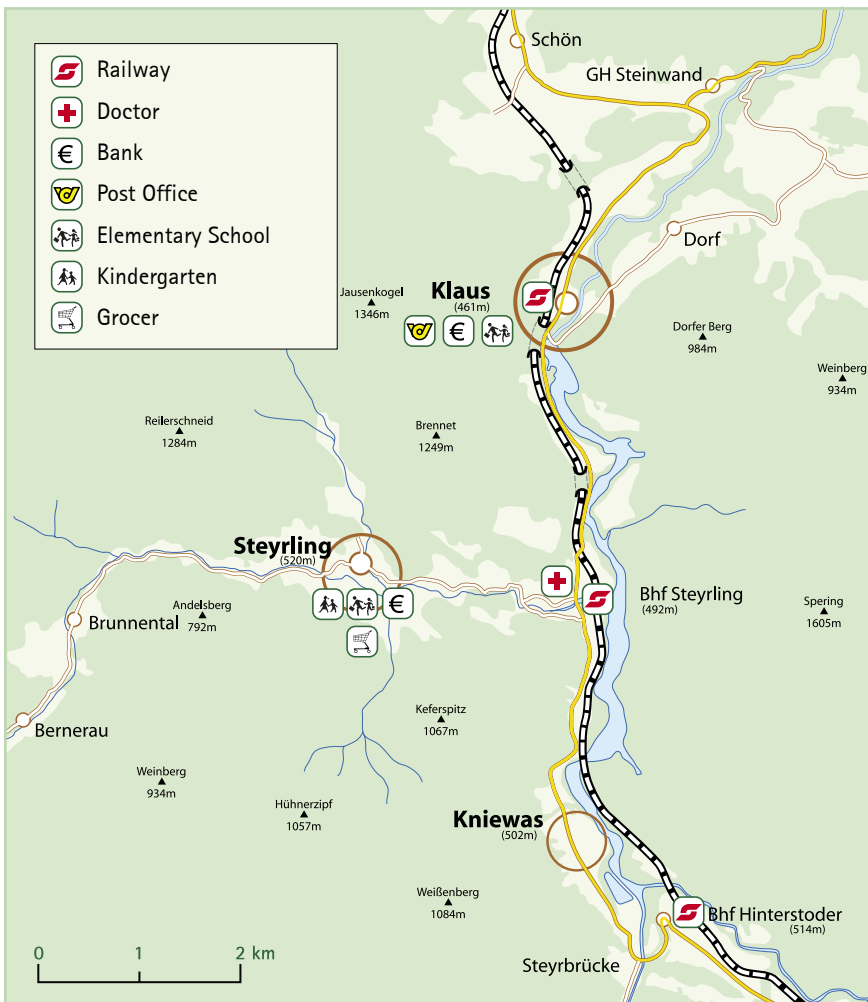 Schön
GH Steinwand
Railway
Doctor
€
Bank
Post Office
Elementary School
Kindergarten
Grocer
Dorf
Klaus
(461m)
Jausenkogel
1346m
€
Dorfer Berg
984m
Weinberg
934m
Reilerschneid
1284m
Brennet
1249m
Steyrling
(520m)
Bhf Steyrling
(492m)
€
Andelsberg
792m
Brunnental
Spering
1605m
Bernerau
Keferspitz
1067m
Weinberg
934m
Hühnerzipf
1057m
Kniewas
(502m)
Weißenberg
1084m
Bhf Hinterstoder
(514m)
Steyrbrücke
0 1 2 km